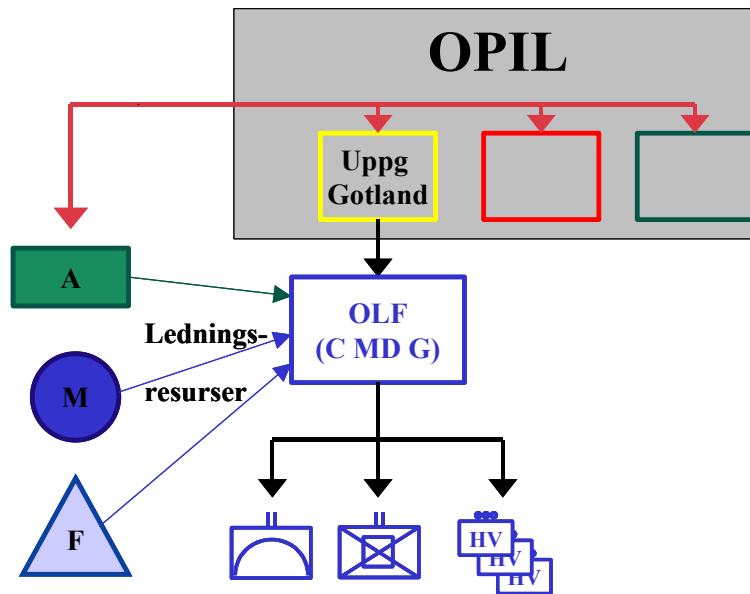 OPIL
Uppg
Gotland
A
OLF
(C MD G)
Lednings-
resurser
M
F
HV
HV
HV